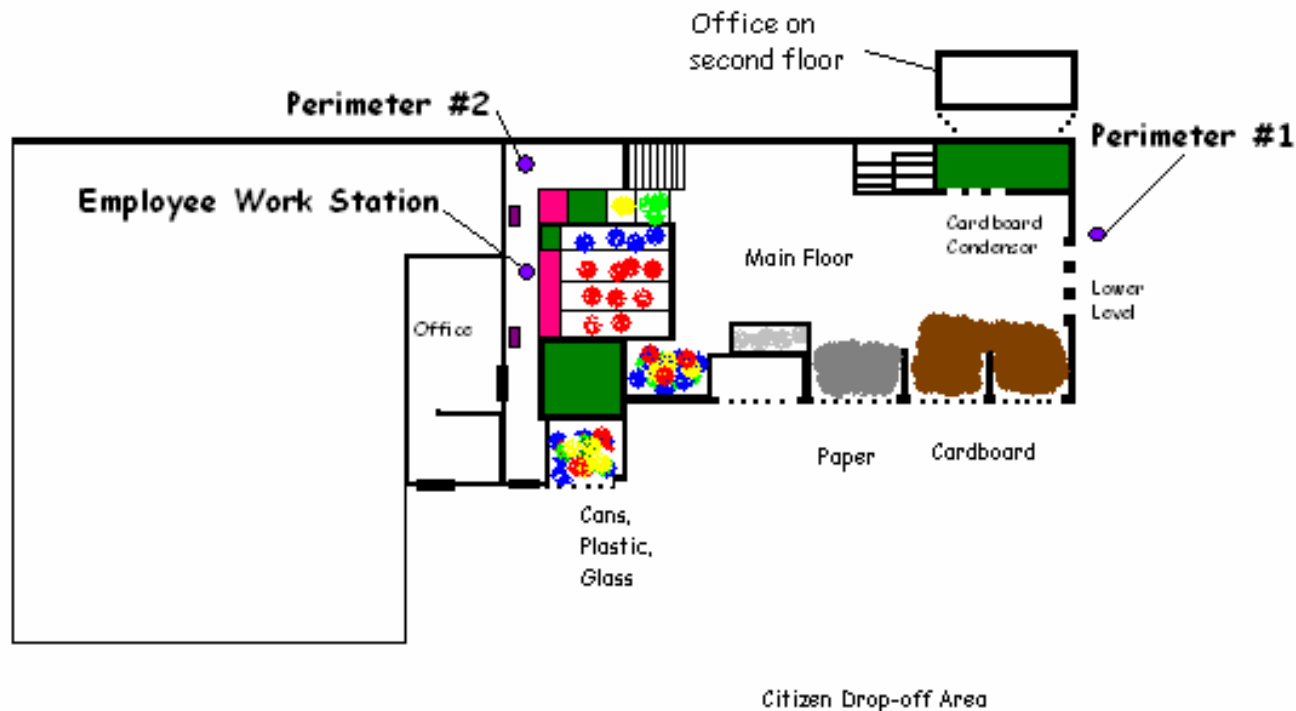 Office on
second floor
Perimeter #2
Perimeter #1
Employee Work Station
Cardboard
Condensor
Main Floor
Lower
Level
Office
Paper
Cardboard
Cans,
Plastic,
Glass
Citizen Drop-off Area